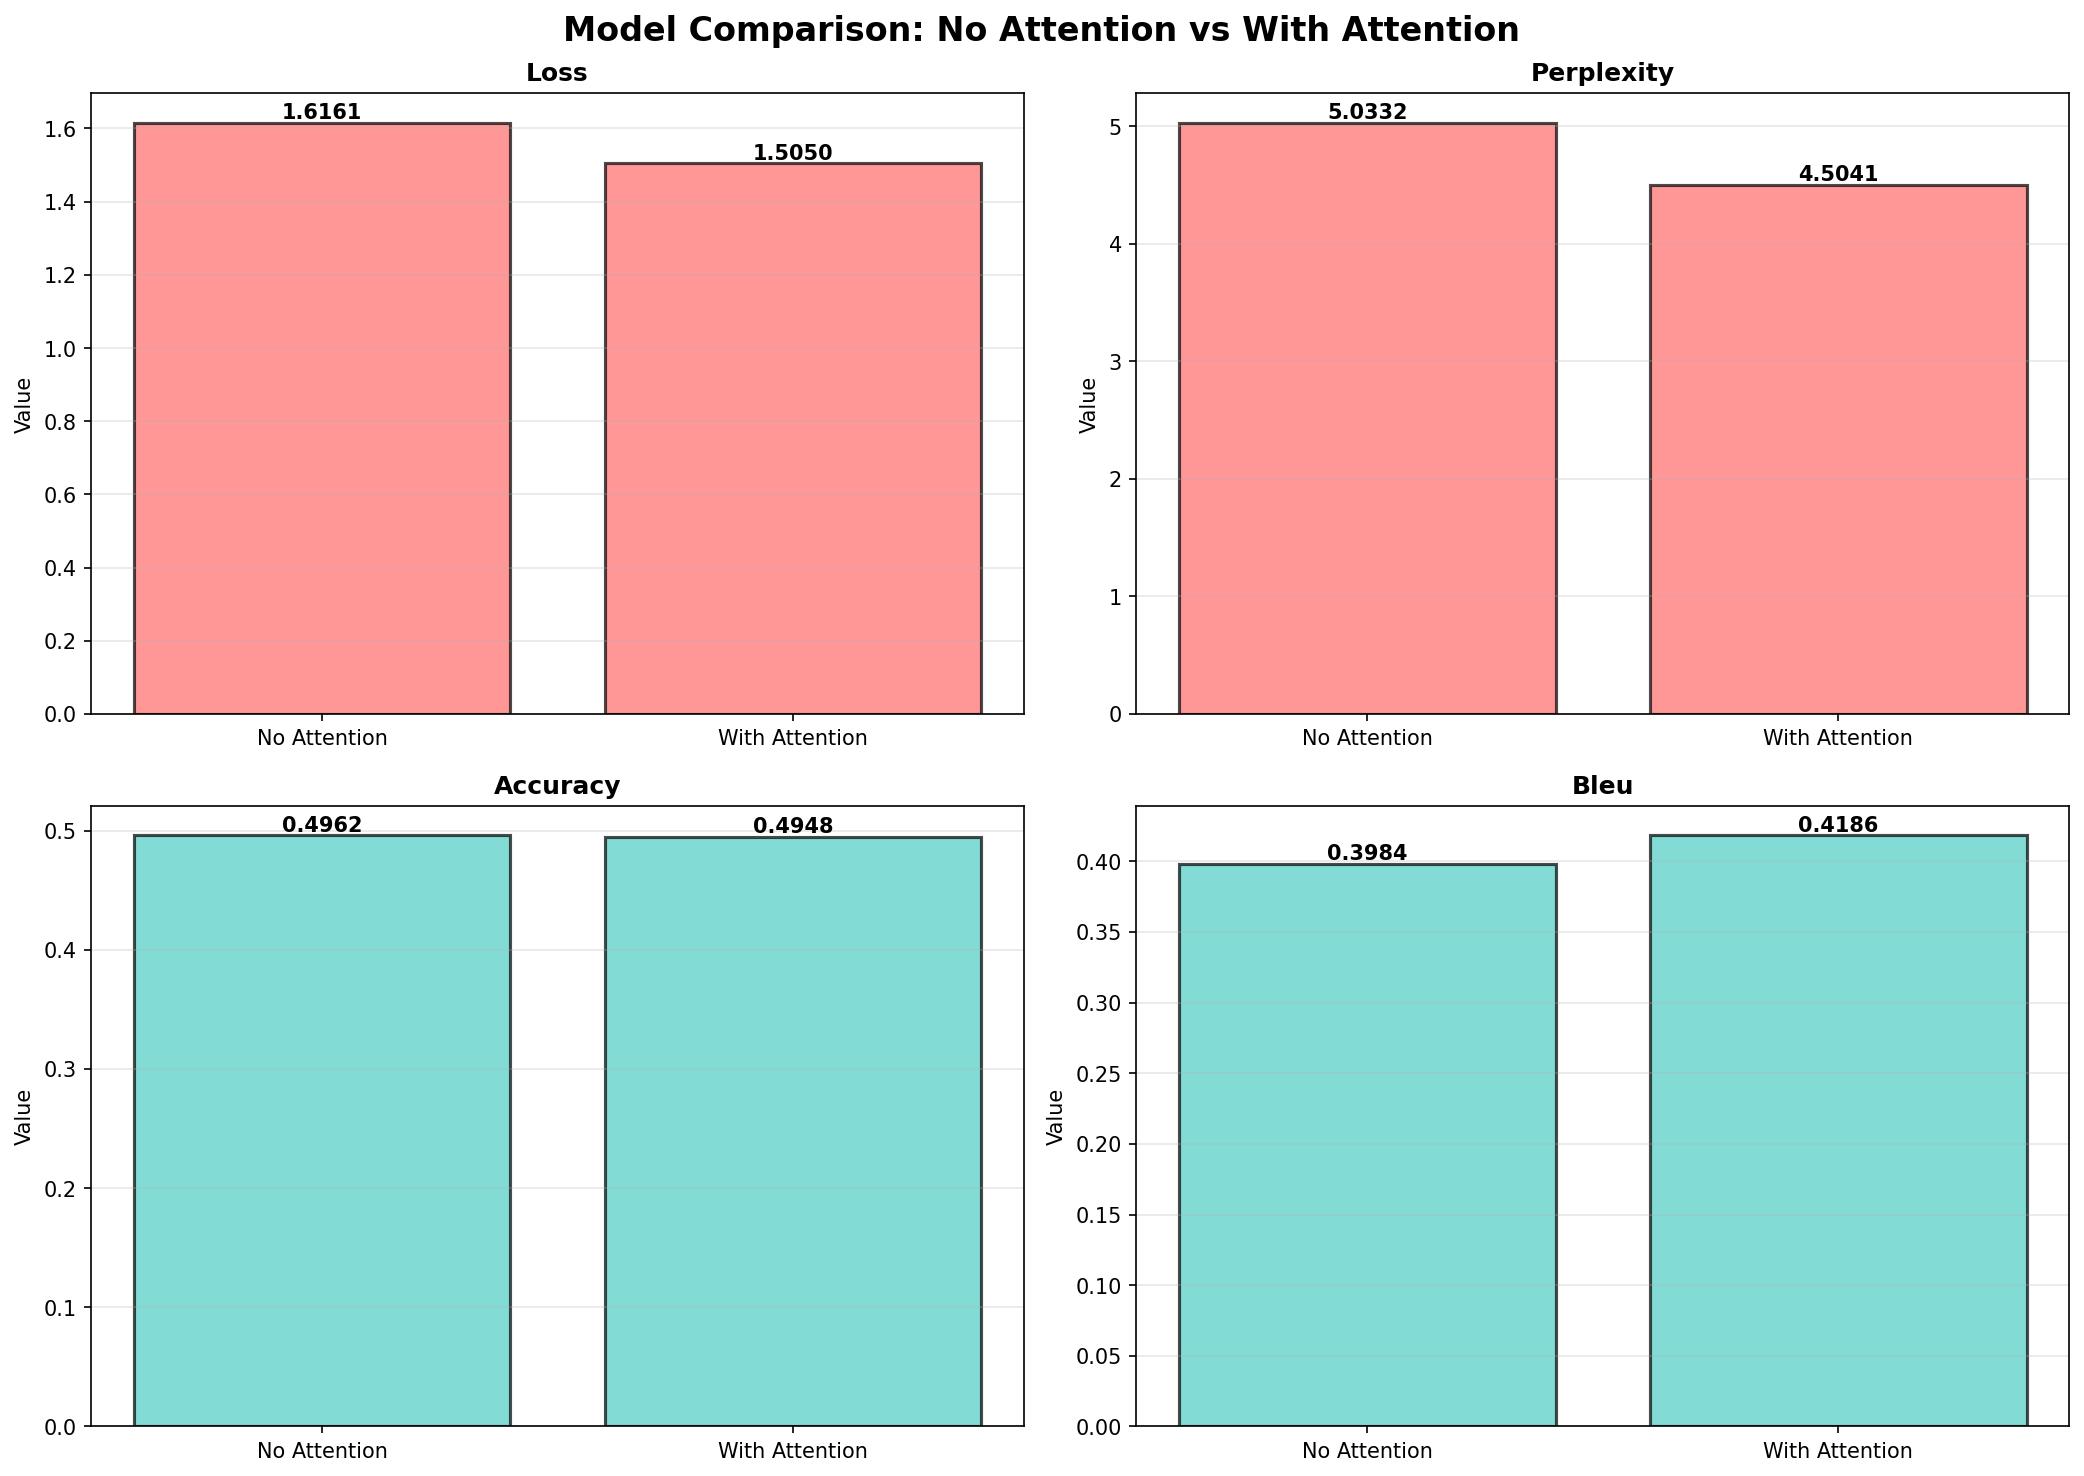 Model Comparison: No Attention vs With Attention
Loss
Value
1.6
1.4
1.2
1.0
0.8
0.6
0.4
0.2
0.0
1.6161
1.5050
No Attention
With Attention
Perplexity
Value
5
4
3
2
1
0
5.0332
4.5041
No Attention
With Attention
Accuracy
Value
0.5
0.4
0.3
0.2
0.1
0.0
0.4962
0.4948
No Attention
With Attention
Bleu
Value
0.40
0.35
0.30
0.25
0.20
0.15
0.10
0.05
0.00
0.3984
0.4186
No Attention
With Attention